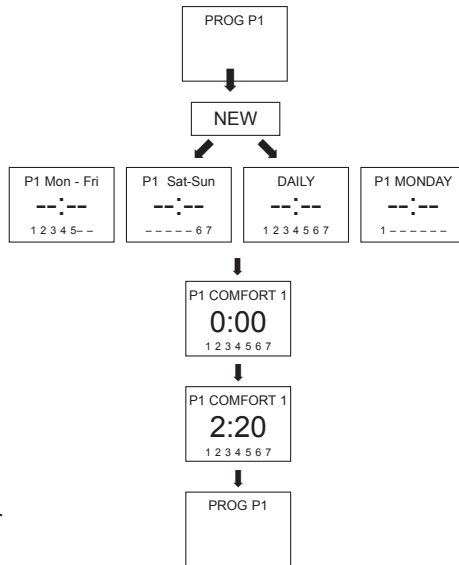 PROG P1
NEW
P1 Mon - Fri
--:--
1 2 3 4 5 – –
P1 Sat-Sun
--:--
– – – – – 6 7
DAILY
--:--
1 2 3 4 5 6 7
P1 MONDAY
--:--
1 – – – – – –
P1 COMFORT 1
0:00
1 2 3 4 5 6 7
P1 COMFORT 1
2:20
1 2 3 4 5 6 7
PROG P1